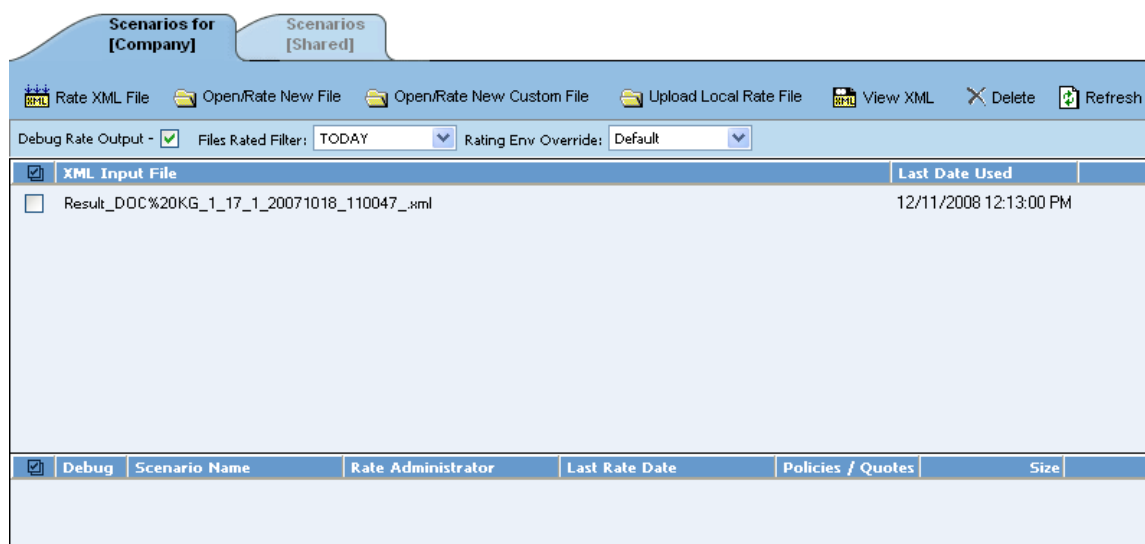 Scenarios for
[Company]
Scenarios
[Shared]
XML Rate XML File Open/Rate New File Open/Rate New Custom File Upload Local Rate File XML View XML Delete Refresh
Debug Rate Output - Files Rated Filter: TODAY Rating Env Override: Default
XML Input File Last Date Used
Result_DOC%20KG_1_17_1_20071018_110047_.xml 12/11/2008 12:13:00 PM
Debug Scenario Name Rate Administrator Last Rate Date Policies / Quotes Size